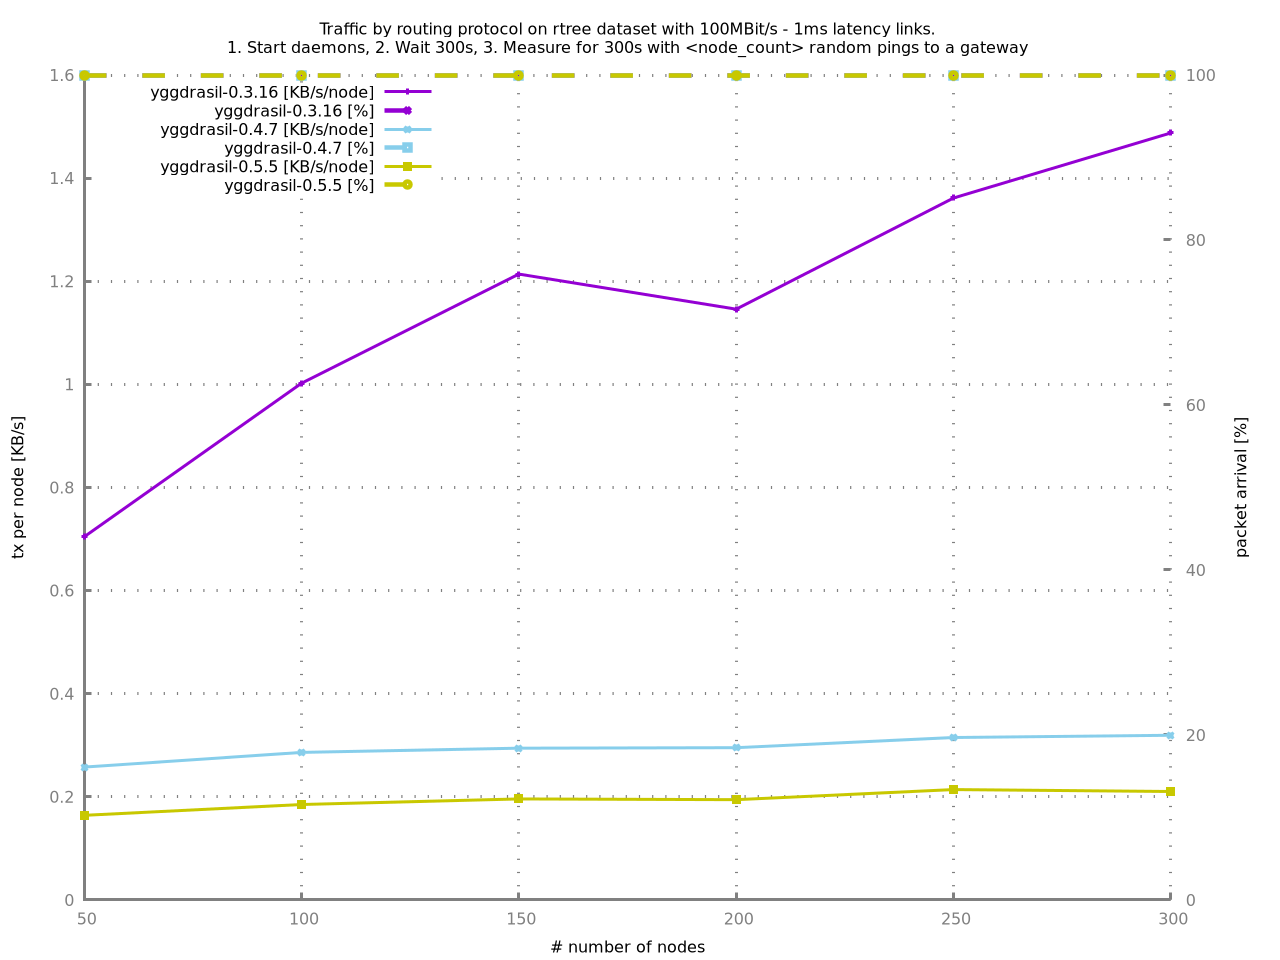 Traffic by routing protocol on rtree dataset with 100MBit/s - 1ms latency links.
1. Start daemons, 2. Wait 300s, 3. Measure for 300s with <node_count> random pings to a gateway
yggdrasil-0.3.16 [KB/s/node]
yggdrasil-0.3.16 [%]
yggdrasil-0.4.7 [KB/s/node]
yggdrasil-0.4.7 [%]
yggdrasil-0.5.5 [KB/s/node]
yggdrasil-0.5.5 [%]
tx per node [KB/s]
1.6
1.4
1.2
1
0.8
0.6
0.4
0.2
0
100
80
60
40
20
0
packet arrival [%]
50 100 150 200 250 300
# number of nodes